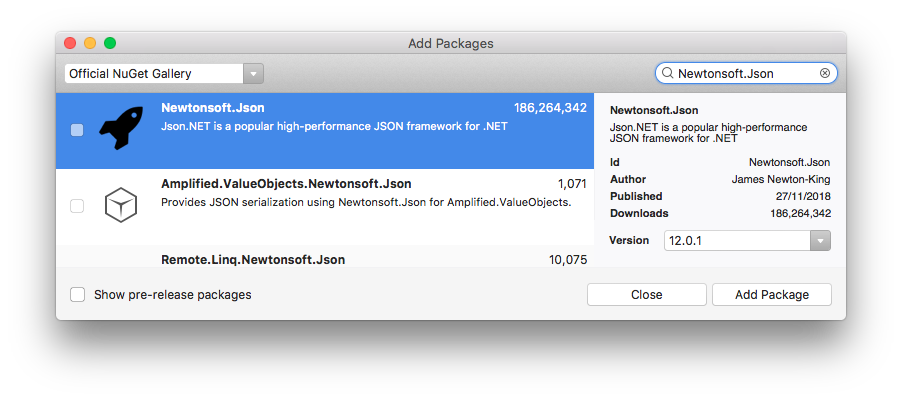 Add Packages
Official NuGet Gallery
Newtonsoft.Json
Newtonsoft.Json 186,264,342
Json.NET is a popular high-performance JSON framework for .NET
Amplified.ValueObjects.Newtonsoft.Json 1,071
Provides JSON serialization using Newtonsoft.Json for Amplified.ValueObjects.
Remote.Linq.Newtonsoft.Json 10,075
Newtonsoft.Json
Json.NET is a popular high-performance
JSON framework for .NET
Id Newtonsoft.Json
Author James Newton-King
Published 27/11/2018
Downloads 186,264,342
Version 12.0.1
Show pre-release packages
Close
Add Package